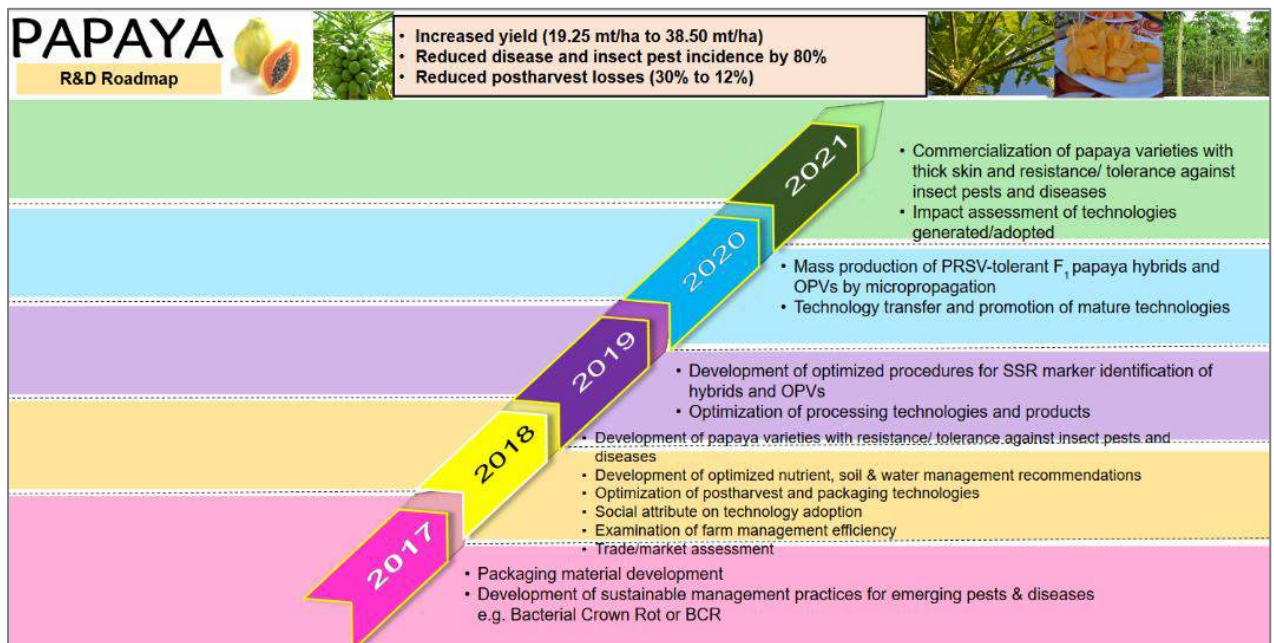 PAPAYA
R&D Roadmap
• Increased yield (19.25 mt/ha to 38.50 mt/ha)
• Reduced disease and insect pest incidence by 80%
• Reduced postharvest losses (30% to 12%)
2021
• Commercialization of papaya varieties with
thick skin and resistance/ tolerance against
insect pests and diseases
• Impact assessment of technologies
generated/adopted
2020
• Mass production of PRSV-tolerant F1 papaya hybrids and
OPVs by micropropagation
• Technology transfer and promotion of mature technologies
2019
• Development of optimized procedures for SSR marker identification of
hybrids and OPVs
• Optimization of processing technologies and products
2018
• Development of papaya varieties with resistance/ tolerance against insect pests and
diseases
• Development of optimized nutrient, soil & water management recommendations
• Optimization of postharvest and packaging technologies
• Social attribute on technology adoption
• Examination of farm management efficiency
• Trade/market assessment
2017
• Packaging material development
• Development of sustainable management practices for emerging pests & diseases
e.g. Bacterial Crown Rot or BCR